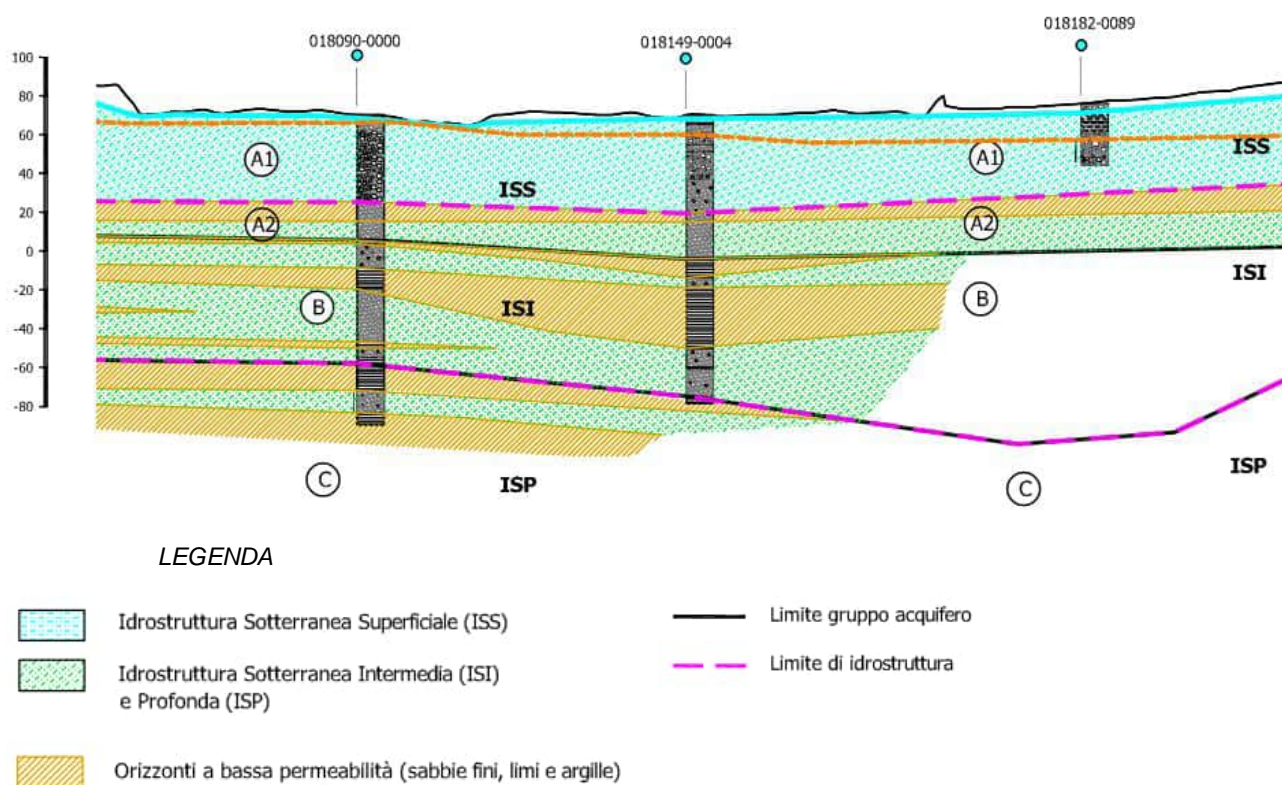 018090-0000
018149-0004
018182-0089
100
80
60
40
20
0
-20
-40
-60
-80
A1
A1
ISS
ISS
A2
A2
ISI
ISI
B
B
C
ISP
ISP
C
LEGENDA
Idrostruttura Sotterranea Superficiale (ISS)
Limite gruppo acquifero
Idrostruttura Sotterranea Intermedia (ISI)
e Profonda (ISP)
Limite di idrostruttura
Orizzonti a bassa permeabilità (sabbie fini, limi e argille)